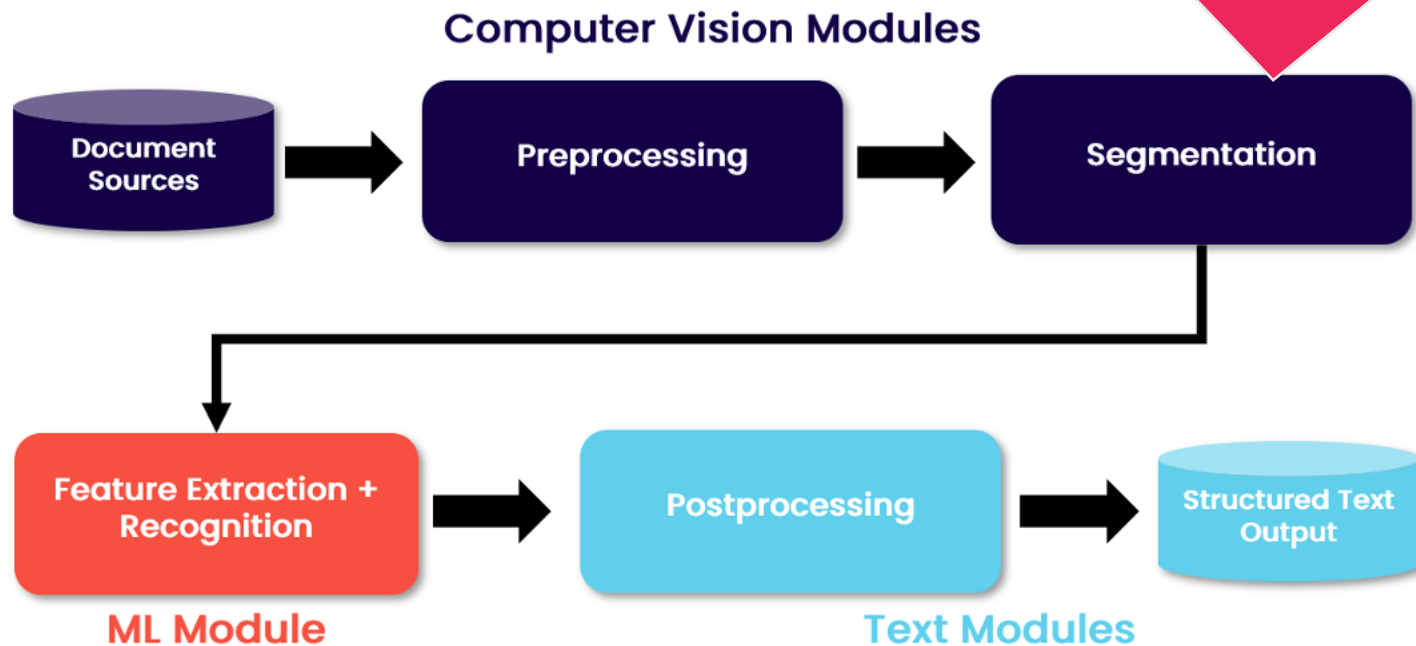 Computer Vision Modules
Document
Sources
Preprocessing
Segmentation
Feature Extraction +
Recognition
Postprocessing
Structured Text
Output
ML Module
Text Modules